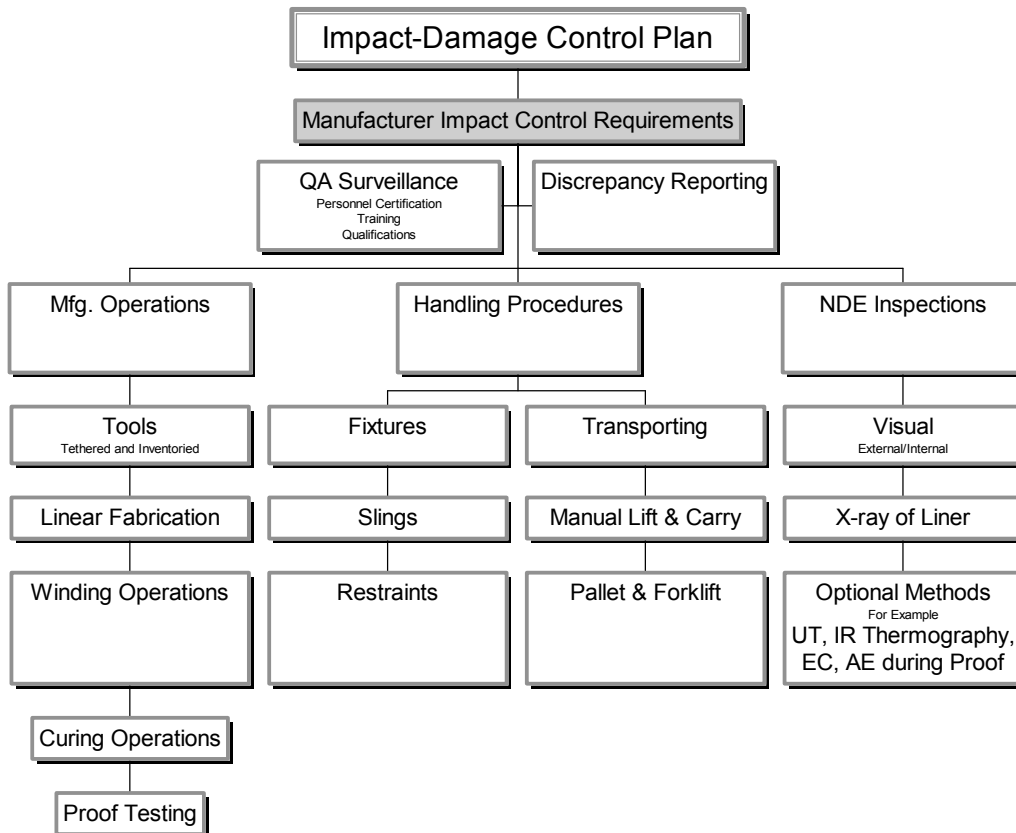 Impact-Damage Control Plan
Manufacturer Impact Control Requirements
QA Surveillance
Personnel Certification
Training
Qualifications
Discrepancy Reporting
Mfg. Operations
Handling Procedures
NDE Inspections
Tools
Tethered and Inventoried
Fixtures
Transporting
Visual
External/Internal
Linear Fabrication
Slings
Manual Lift & Carry
X-ray of Liner
Winding Operations
Restraints
Pallet & Forklift
Optional Methods
For Example
UT, IR Thermography,
EC, AE during Proof
Curing Operations
Proof Testing